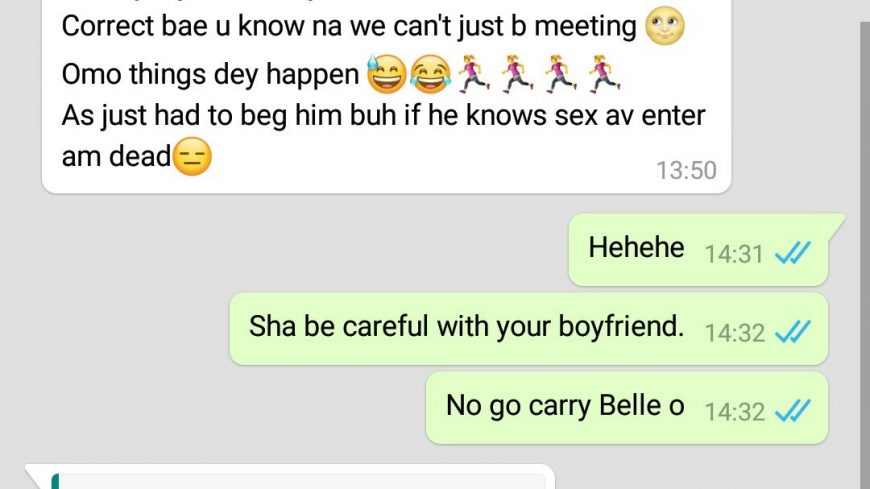 Correct bae u know na we can't just b meeting 🌝
Omo things dey happen 😅😂🏃‍♀️🏃‍♀️🏃‍♀️🏃‍♀️
As just had to beg him buh if he knows sex av enter
am dead😑
13:50
Hehehe 14:31
Sha be careful with your boyfriend. 14:32
No go carry Belle o 14:32